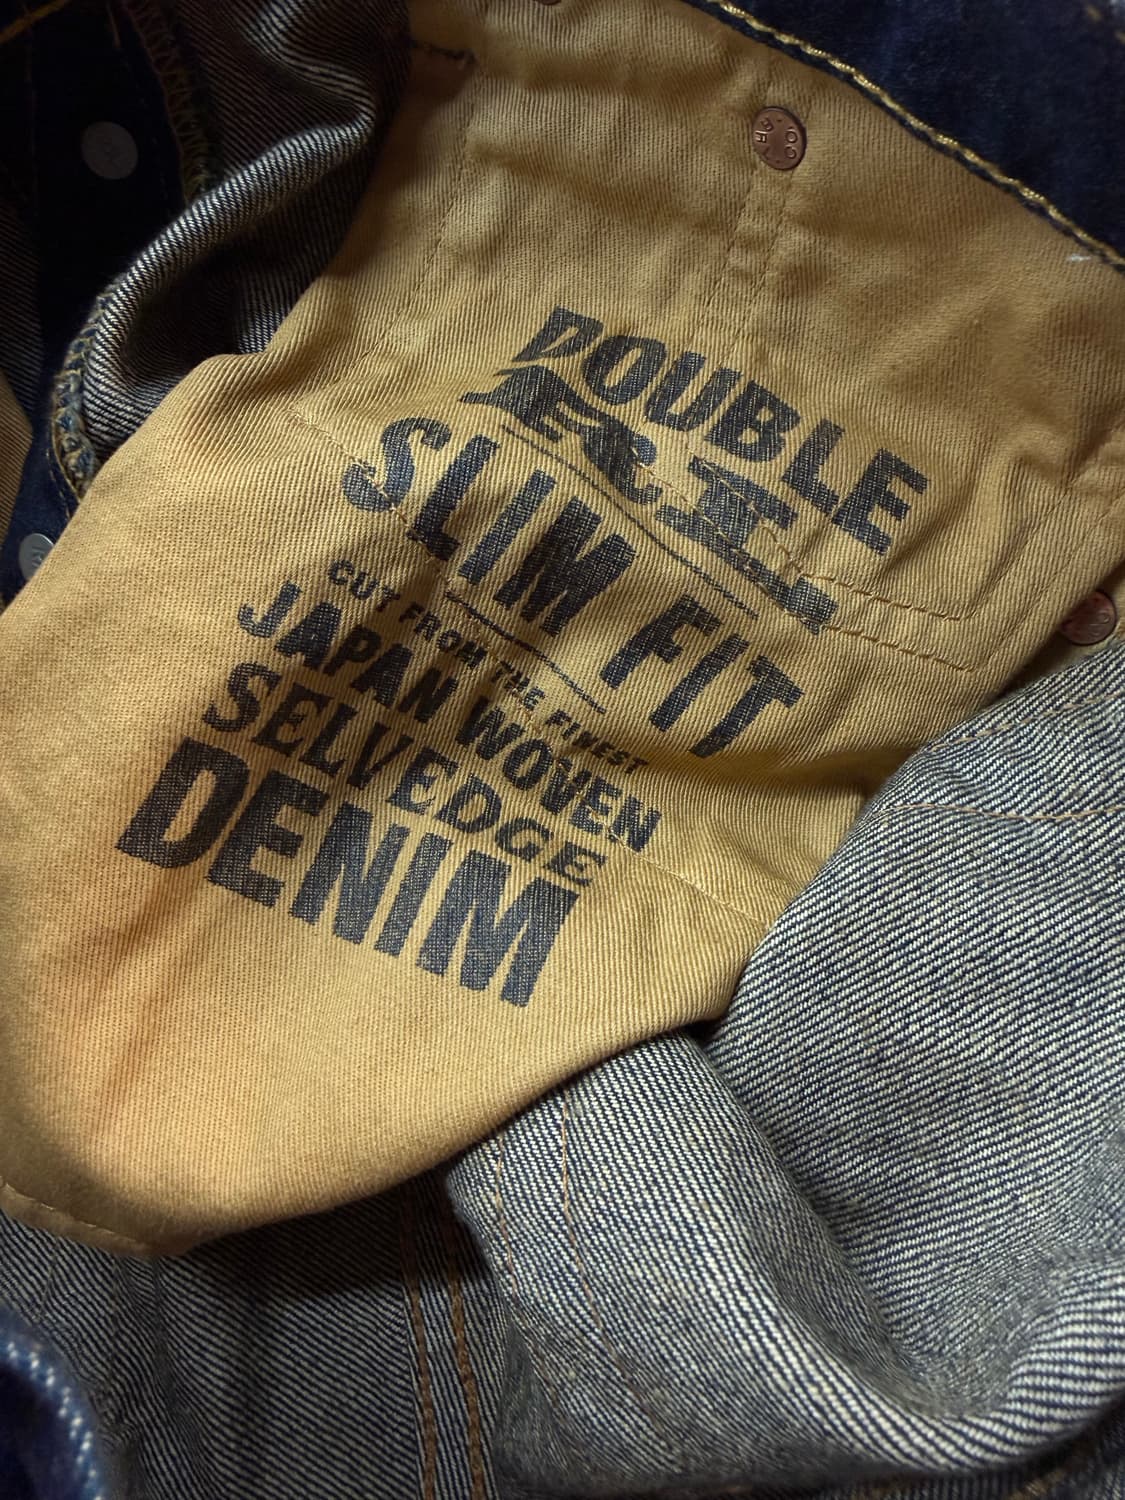 DOUBLE
RL
SLIM FIT
CUT FROM THE FINEST
JAPAN WOVEN
SELVEDGE
DENIM